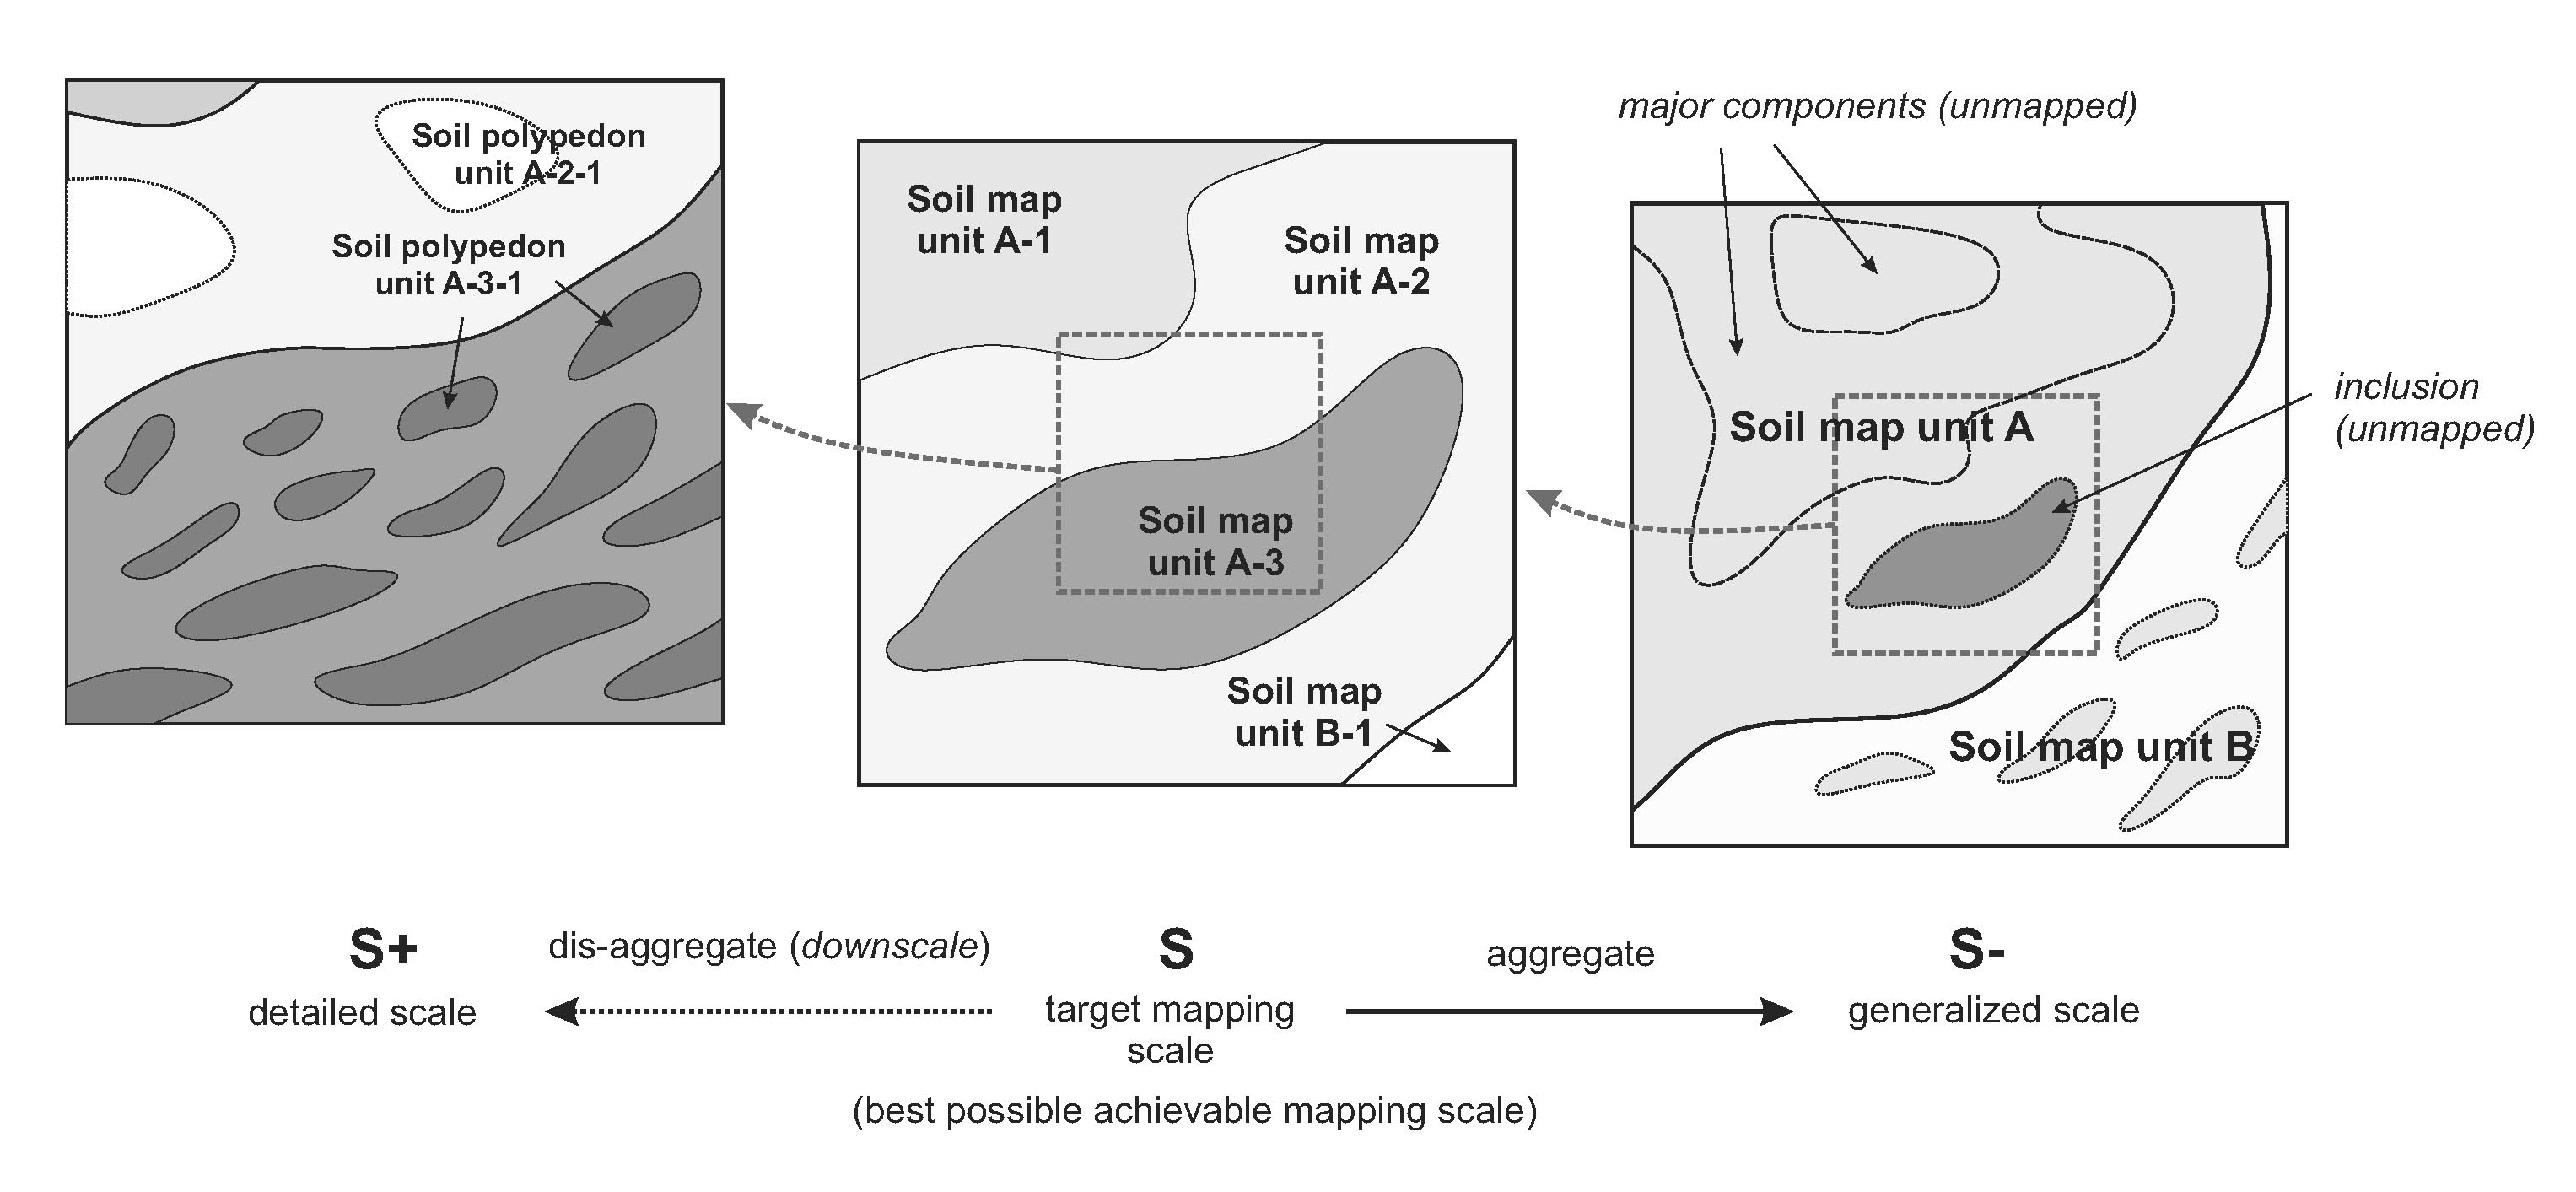 Soil polypedon
unit A-2-1
Soil polypedon
unit A-3-1
Soil map
unit A-1
Soil map
unit A-2
Soil map
unit A-3
Soil map
unit B-1
major components (unmapped)
Soil map unit A
inclusion
(unmapped)
Soil map unit B
S+
detailed scale
dis-aggregate (downscale)
S
target mapping
scale
(best possible achievable mapping scale)
aggregate
S-
generalized scale